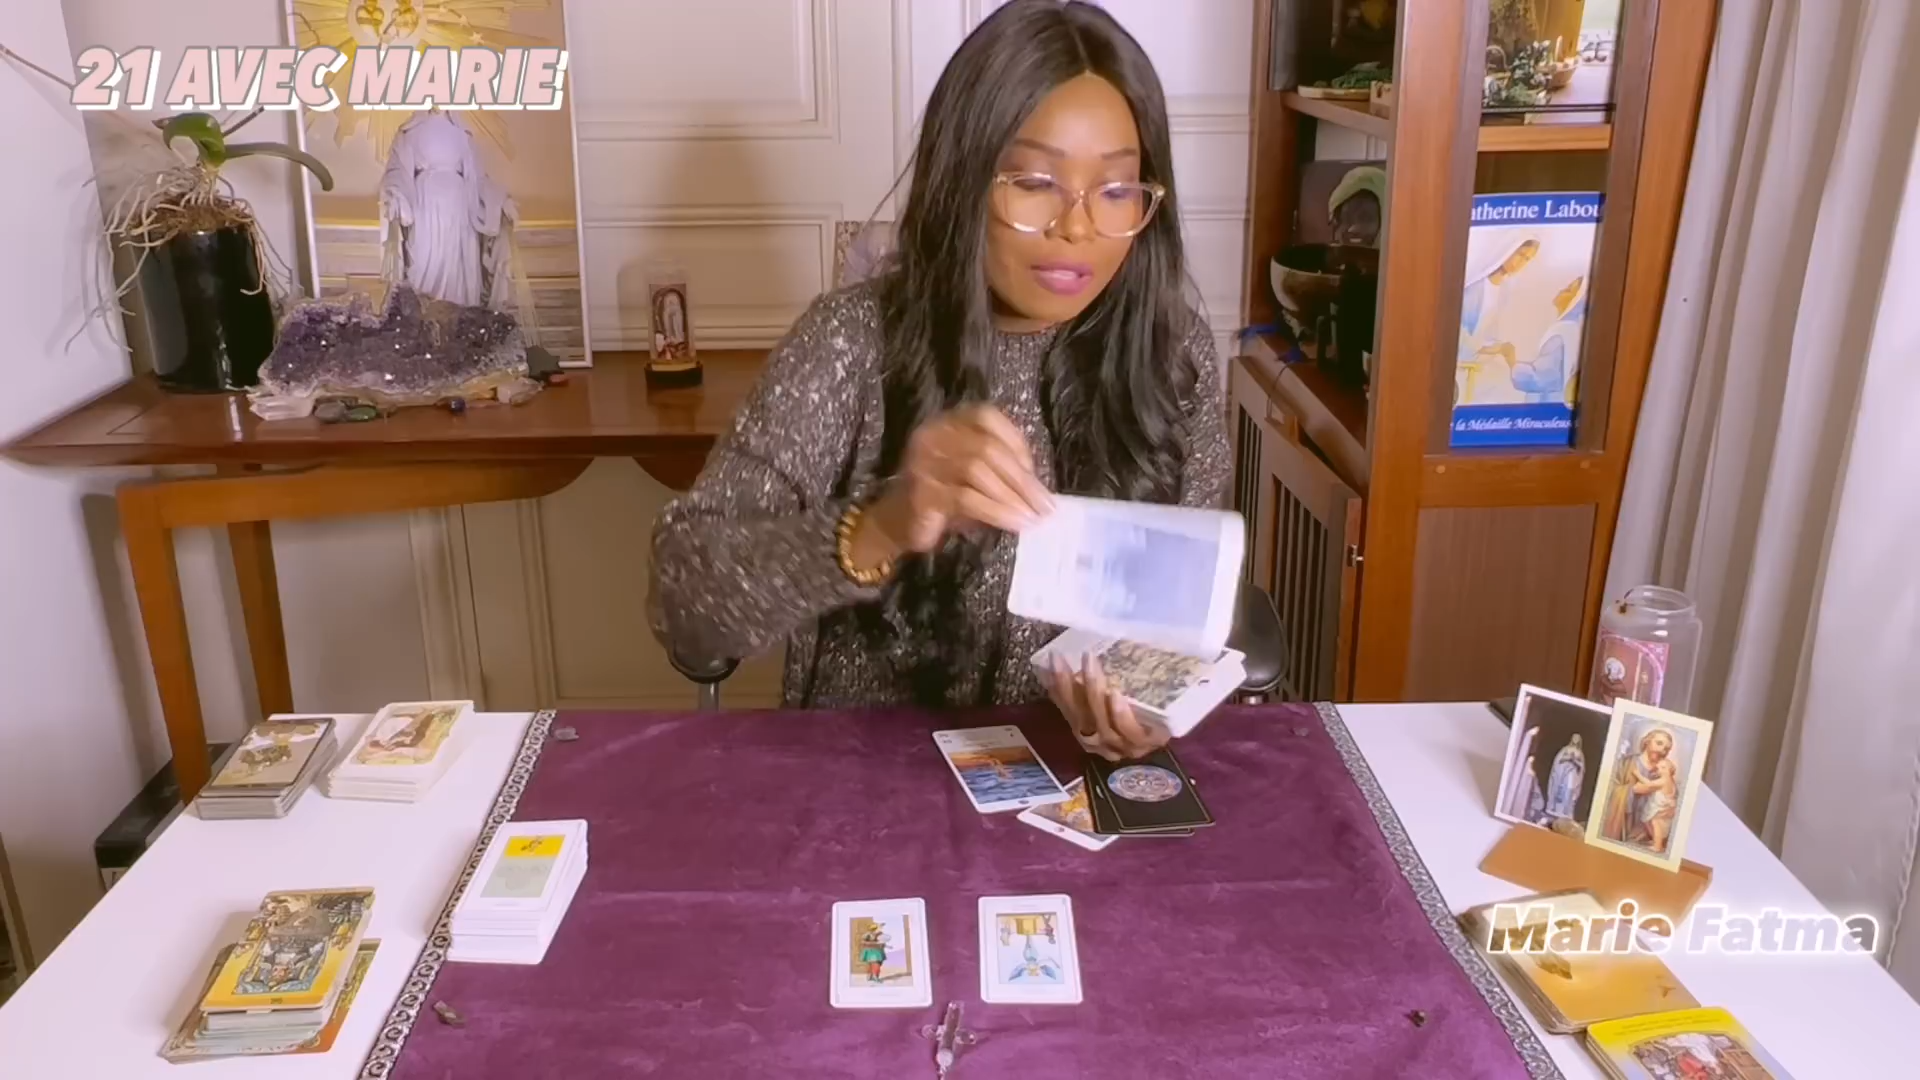 21 AVEC MARIE
atherine Labou
la Médaille Miraculeus
Marie Fatma